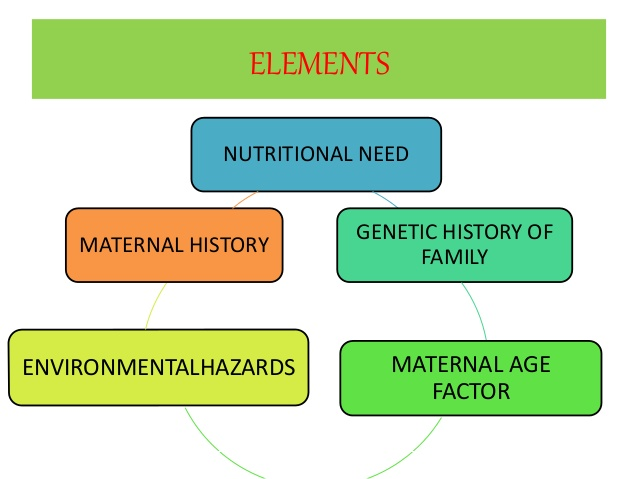 ELEMENTS
NUTRITIONAL NEED
MATERNAL HISTORY
GENETIC HISTORY OF
FAMILY
ENVIRONMENTALHAZARDS
MATERNAL AGE
FACTOR